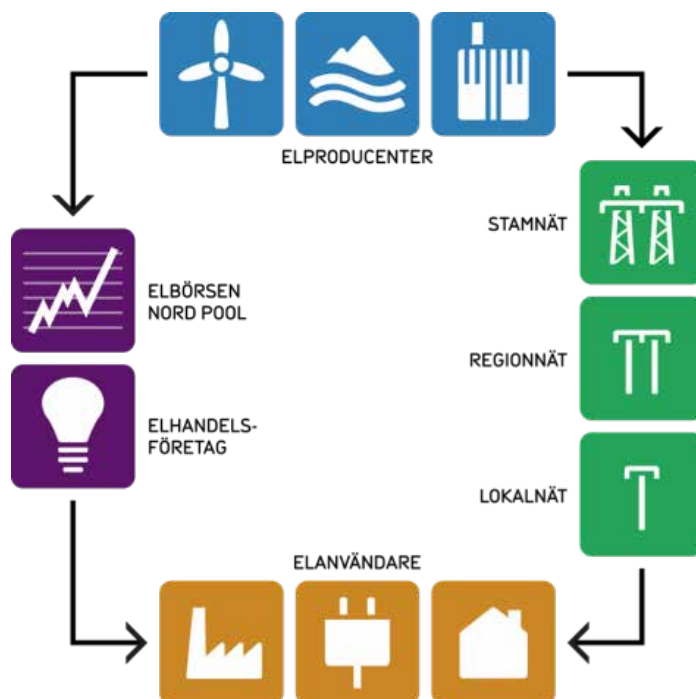 ELPRODUCENTER
STAMNÄT
ELBÖRSEN
NORD POOL
REGIONNÄT
ELHANDELS-
FÖRETAG
LOKALNÄT
ELANVÄNDARE